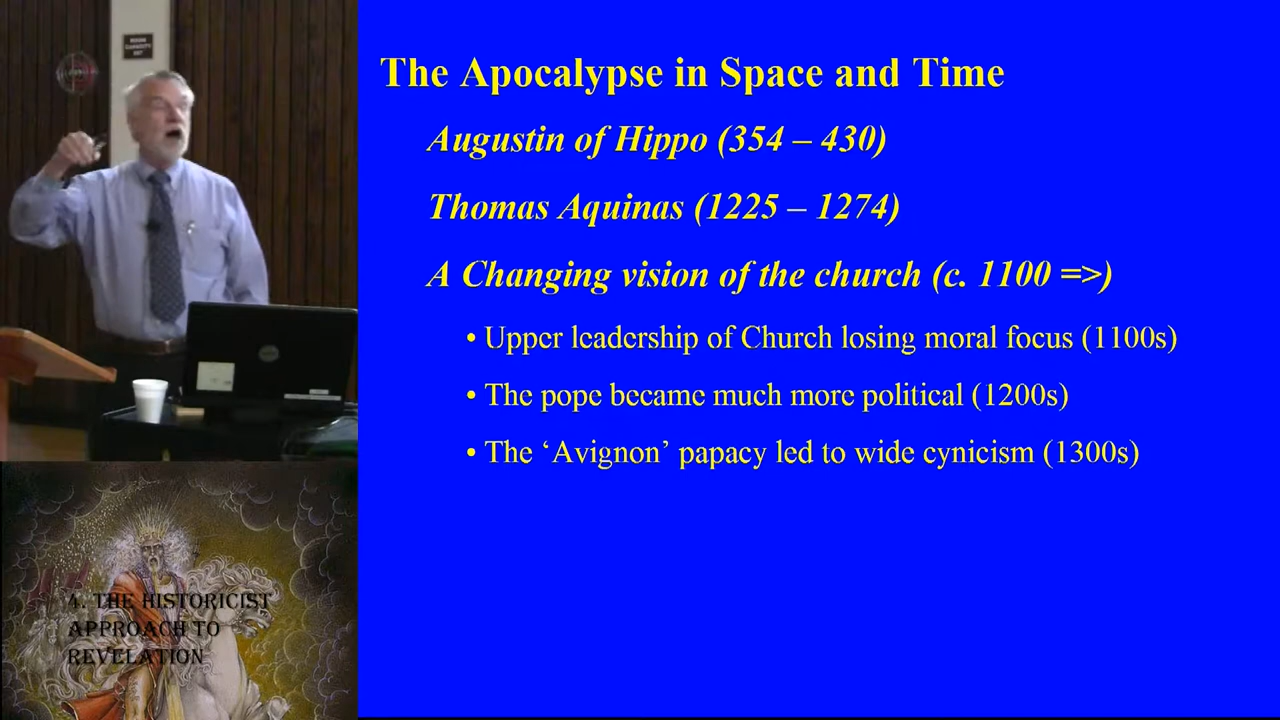 The Apocalypse in Space and Time
Augustin of Hippo (354 – 430)
Thomas Aquinas (1225 – 1274)
A Changing vision of the church (c. 1100 =>)
• Upper leadership of Church losing moral focus (1100s)
• The pope became much more political (1200s)
• The ‘Avignon’ papacy led to wide cynicism (1300s)
4. THE HISTORICIST
APPROACH TO
REVELATION